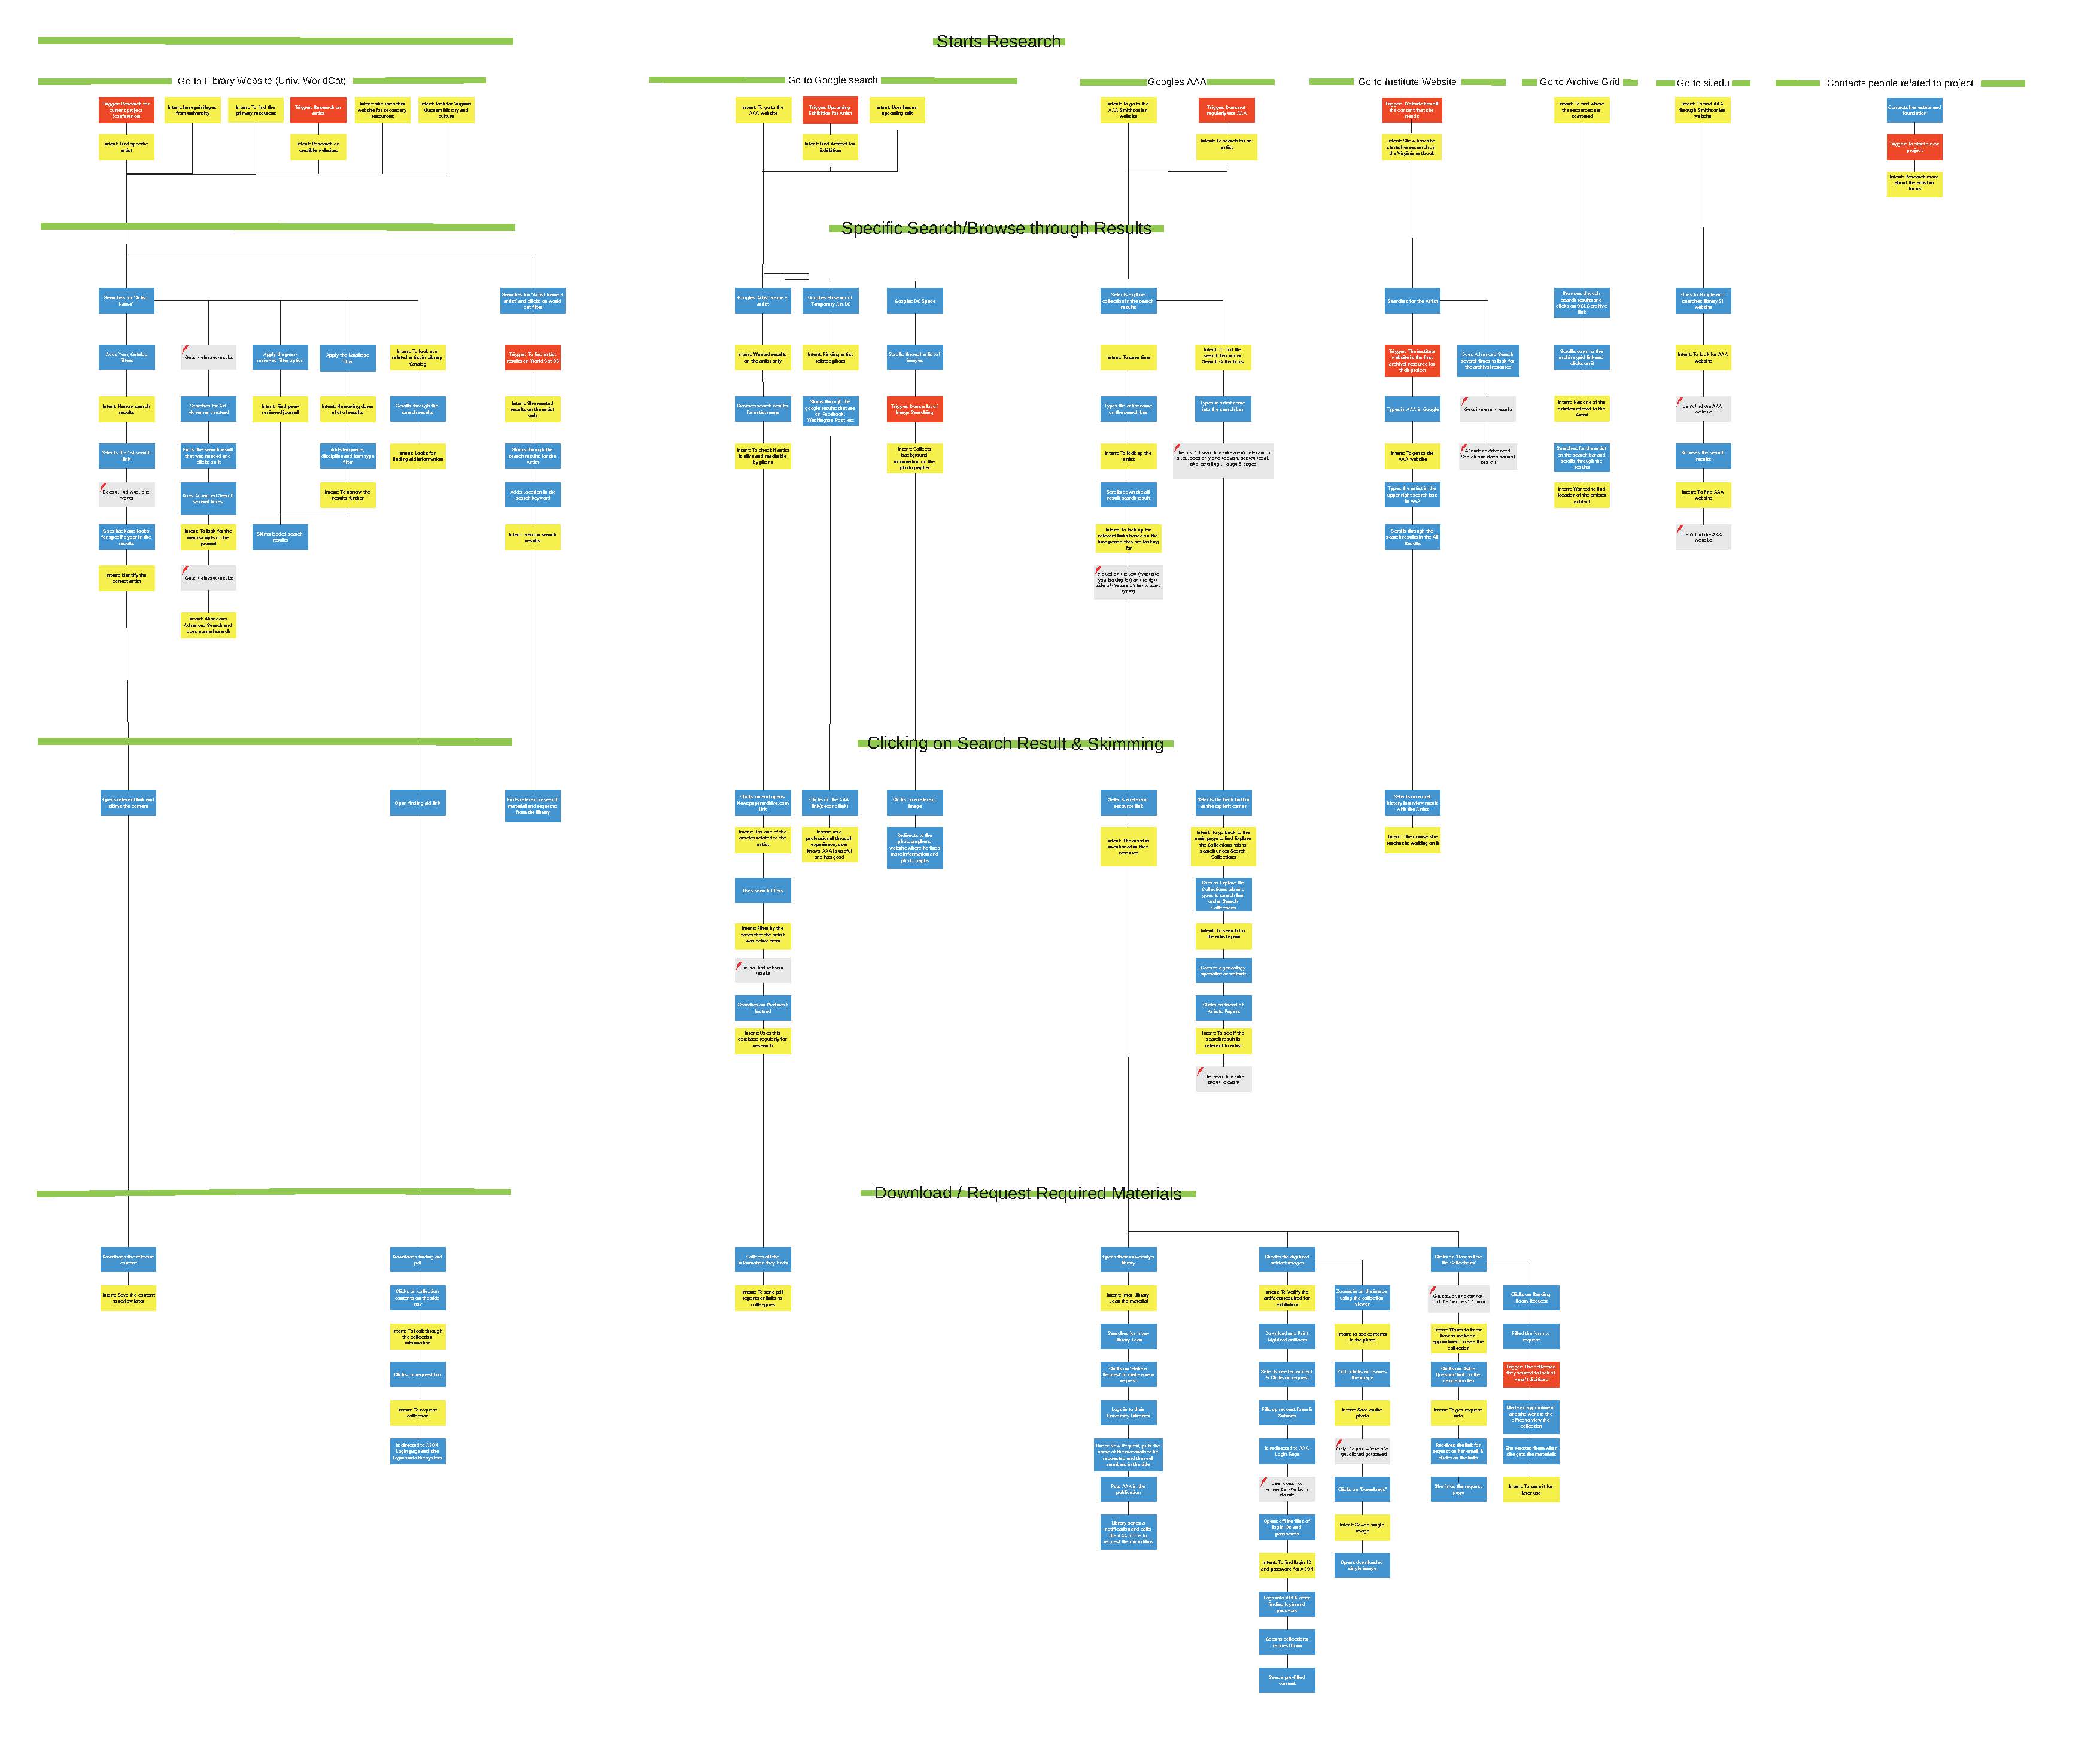 Starts Research
Go to Library Website (Univ, WorldCat)
Go to Google search
Googles AAA
Go to Institute Website
Go to Archive Grid
Go to si.edu
Contacts people related to project
Trigger: Research for
current project
(conference)
Intent: have privileges
from university
Intent: To find the
primary resources
Trigger: Research on
artist
Intent: she uses this
website for secondary
resources
Intent: look for Virginia
Museum history and
culture
Intent: To go to the
AAA website
Trigger: Upcoming
Exhibition for Artist
Intent: User has an
upcoming talk
Intent: To go to the
AAA Smithsonian
website
Trigger: Does not
regularly use AAA
Trigger: Website has all
the content that she
needs
Intent: To find where
the resources are
scattered
Intent: To find AAA
through Smithsonian
website
Contacts her estate and
foundation
Intent: Find specific
artist
Intent: Research on
credible websites
Intent: Find Artifact for
Exhibition
Intent: To search for an
artist
Intent: Show how she
starts her research on
the Virginia art book
Trigger: To start a new
project
Intent: Research more
about the artist in
focus
Specific Search/Browse through Results
Searches for "Artist
Name"
Searches for "Artist Name +
artist" and clicks on world
cat filter
Googles Artist Name +
artist
Googles Museum of
Temporary Art DC
Googles DC Space
Selects explore
collection in the search
results
Searches for the Artist
Browses through
search results and
clicks on OCLC archive
link
Goes to Google and
searches library SI
website
Adds Year, Catalog
filters
Gets irrelevant results
Apply the peer-
reviewed filter option
Apply the Database
filter
Intent: To look at a
related artist in Library
Catalog
Trigger: To find artist
results on World Cat DI
Intent: Wanted results
on the artist only
Intent: Finding artist
related photo
Scrolls through a list of
images
Intent: To save time
Intent: to find the
search bar under
Search Collections
Trigger: The institute
website is the first
archival resource for
their project
Does Advanced Search
several times to look for
the archival resource
Scrolls down to the
archive grid link and
clicks on it
Intent: To look for AAA
website
Intent: Narrow search
results
Searches for Art
Movement instead
Intent: Find peer-
reviewed journal
Intent: Narrowing down
a list of results
Scrolls through the
search results
Intent: She wanted
results on the artist
only
Browses search results
for artist name
Skims through the
google results that are
on Facebook,
Washington Post, etc
Trigger: Does a lot of
Image Searching
Types the artist name
on the search bar
Types in artist name
into the search bar
Types in AAA in Google
Gets irrelevant results
Intent: Has one of the
articles related to the
Artist
Can't find the AAA
website
Selects the 1st search
link
Finds the search result
that was needed and
clicks on it
Adds language,
discipline and item type
filter
Intent: Looks for
finding aid information
Skims through the
search results for the
Artist
Intent: To check if artist
is alive and reachable
by phone
Intent: Collects
background
information on the
photographer
Intent: To look up the
artist
The first 10 search results aren't relevant to
artist, sees only one relevant search result
after scrolling through 5 pages
Intent: To get to the
AAA website
Abandons Advanced
Search and does normal
search
Searches for the artist
on the search bar and
scrolls through the
results
Browses the search
results
Doesn't find what she
wants
Does Advanced Search
several times
Intent: To narrow the
results further
Adds Location in the
search keyword
Scrolls down the all
result search result
Types the artist in the
upper right search box
in AAA
Intent: Wanted to find
location of the artist's
artifact
Intent: To find AAA
website
Goes back and looks
for specific year in the
results
Intent: To look for the
manuscripts of the
journal
Skims loaded search
results
Intent: Narrow search
results
Intent: To look up for
relevant links based on
the time period they are looking
for
Scrolls through the
search results in the All
Results
Can't find the AAA
website
Intent: Identify the
correct artist
Gets irrelevant results
clicked on the text (what are
you looking for) on the right
side of the search bar to start
typing
Intent: Abandons
Advanced Search and
does normal search
Clicking on Search Result & Skimming
Opens relevant link and
skims the content
Open finding aid link
Finds relevant research
material and requests
from the library
Clicks on and opens
Newspaperarchive.com
link
Clicks on the AAA
link(second link)
Clicks on a relevant
image
Selects a relevant
resource link
Selects the back button
at the top left corner
Selects on a oral
history interview result
with the Artist
Intent: Has one of the
articles related to the
artist
Intent: As a
professional through
experience, user
knows AAA is useful
and has good
Redirects to the
photographer's
website where he finds
more information and
photographs
Intent: The artist is
mentioned in that
resource
Intent: To go back to the
main page to find Explore
the Collections tab to
search under Search
Collections
Intent: The course she
teaches is working on it
Uses search filters
Goes to Explore the
Collections tab and
goes to search bar
under Search
Collections
Intent: Filter by the
dates that the artist
was active from
Intent: To search for
the artist again
Did not find relevant
results
Goes to a genealogy
specialist or website
Searches on ProQuest
instead
Clicks on friend of
Artist's Papers
Intent: Uses this
database regularly for
research
Intent: To see if the
search result is
relevant to artist
The search results
aren't relevant
Download / Request Required Materials
Downloads the relevant
content
Downloads finding aid
pdf
Collects all the
information they finds
Opens their university's
library
Checks the digitized
artifact images
Clicks on 'How to Use
the Collections'
Intent: Save the content
to review later
Clicks on collection
contents on the side
nav
Intent: To send pdf
reports or links to
colleagues
Intent: Inter Library
Loan the material
Intent: To Verify the
artifacts required for
exhibition
Zooms in on the image
using the collection
viewer
Gets stuck and cannot
find the "request" button
Clicks on Reading
Room Request
Intent: To look through
the collection
information
Searches for Inter-
Library Loan
Download and Print
Digitized artifacts
Intent: to see contents
in the photo
Intent: Wants to know
how to make an
appointment to see the
collection
Filled the form to
request
Clicks on request box
Clicks on 'Make a
Request' to make a new
request
Selects needed artifact
& Clicks on request
Right clicks and saves
the image
Clicks on 'Ask a
Question' link on the
navigation bar
Trigger: The collection
they wanted to look at
wasn't digitized
Intent: To request
collection
Logs in to their
University Libraries
Fills up request form &
Submits
Intent: Save entire
photo
Intent: To get 'request'
info
Made an appointment
and she went to the
office to view the
collection
Is directed to AEON
Login page and she
logins into the system
Under New Request, puts the
name of the materials to be
requested and the reel
numbers in the title
Is redirected to AAA
Login Page
Only the part where she
right clicked got saved
Receives the link for
request on her email &
clicks on the links
She records them when
she gets the materials
Puts AAA in the
publication
User does not
remember the login
details
Clicks on "Downloads"
She finds the request
page
Intent: To save it for
later use
Library sends a
notification and calls
the AAA office to
request the microfilms
Opens offline files of
login IDs and
passwords
Intent: Save a single
image
Intent: To find login ID
and password for AEON
Opens downloaded
single image
Logs into AEON after
finding login and
password
Goes to collections
request form
Sees a pre-filled
content